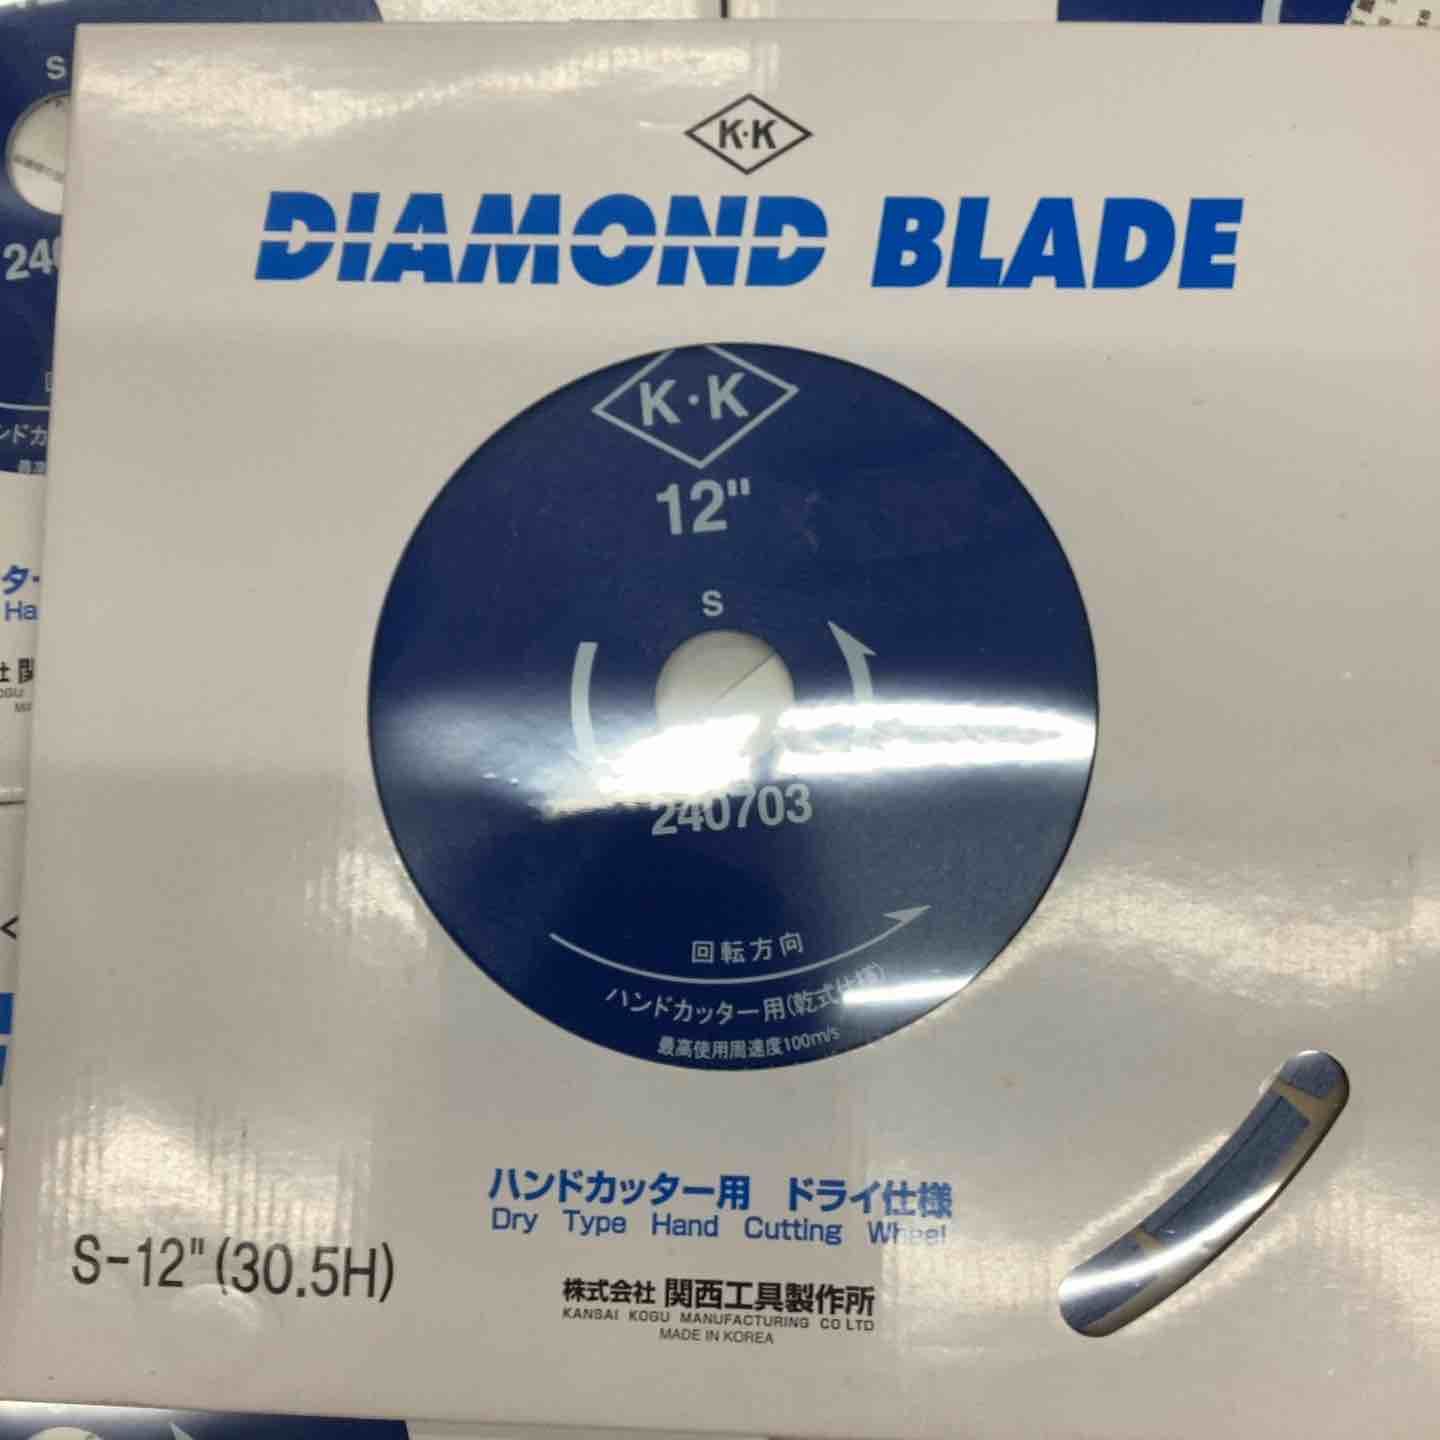 K·K
DIAMOND BLADE
K·K
12"
S
240703
回転方向
ハンドカッター用(乾式仕様)
最高使用周速度100m/s
ハンドカッター用 ドライ仕様
Dry Type Hand Cutting Wheel
S-12"(30.5H)
株式会社 関西工具製作所
KANSAI KOGU MANUFACTURING CO LTD
MADE IN KOREA
S